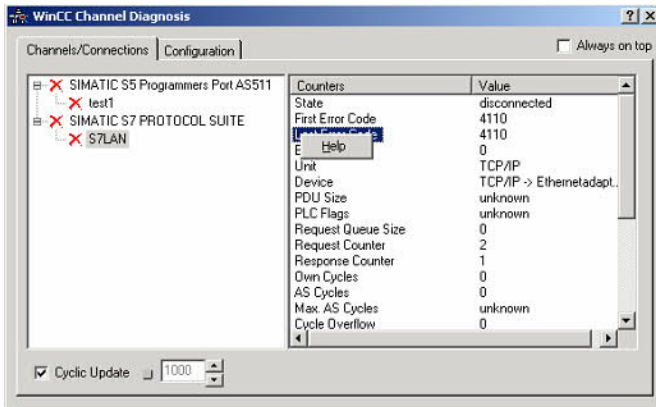 WinCC Channel Diagnosis
Channels/Connections Configuration Always on top
SIMATIC S5 Programmers Port AS511
test1
SIMATIC S7 PROTOCOL SUITE
S7LAN
Counters Value
State disconnected
First Error Code 4110
Last Error Code 4110
E 0
Help
Unit TCP/IP
Device TCP/IP -> Ethernetadapt..
PDU Size unknown
PLC Flags unknown
Request Queue Size 0
Request Counter 2
Response Counter 1
Own Cycles 0
AS Cycles 0
Max. AS Cycles unknown
Cycle Overflow 0
Cyclic Update 1000